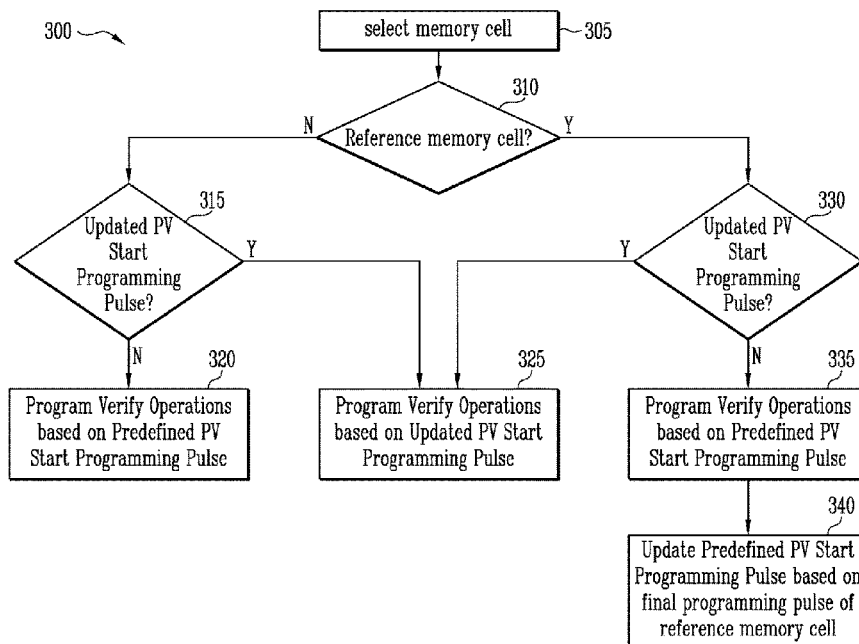 300
select memory cell
305
310
N
Reference memory cell?
Y
315
Updated PV
Start
Programming
Pulse?
Y
N
330
Updated PV
Start
Programming
Pulse?
Y
N
320
Program Verify Operations
based on Predefined PV
Start Programming Pulse
325
Program Verify Operations
based on Updated PV Start
Programming Pulse
335
Program Verify Operations
based on Predefined PV
Start Programming Pulse
340
Update Predefined PV Start
Programming Pulse based on
final programming pulse of
reference memory cell